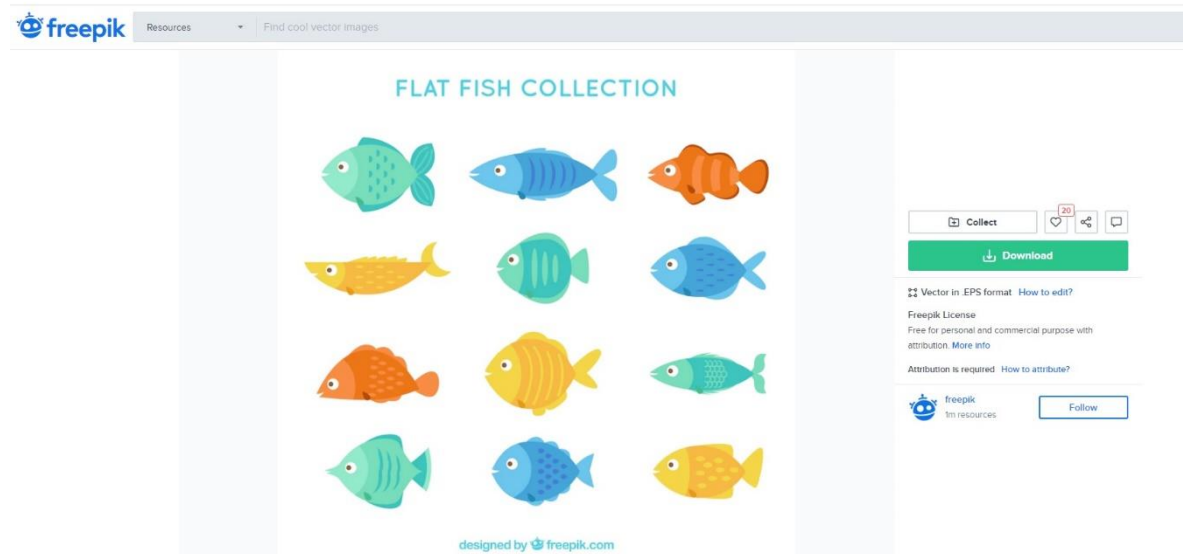 freepik
Resources
Find cool vector images
FLAT FISH COLLECTION
20
Collect
Download
Vector in .EPS format How to edit?
Freepik License
Free for personal and commercial purpose with
attribution. More info
Attribution is required How to attribute?
freepik
1m resources
Follow
designed by freepik.com